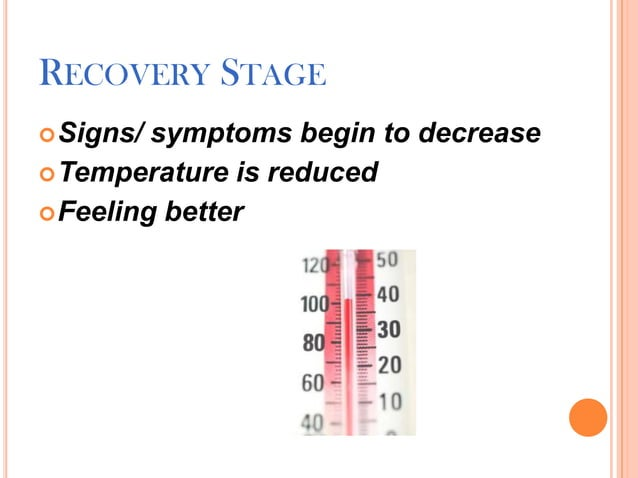 RECOVERY STAGE
Signs/ symptoms begin to decrease
Temperature is reduced
Feeling better
120 50
100 40
80 30
20
60
10
40